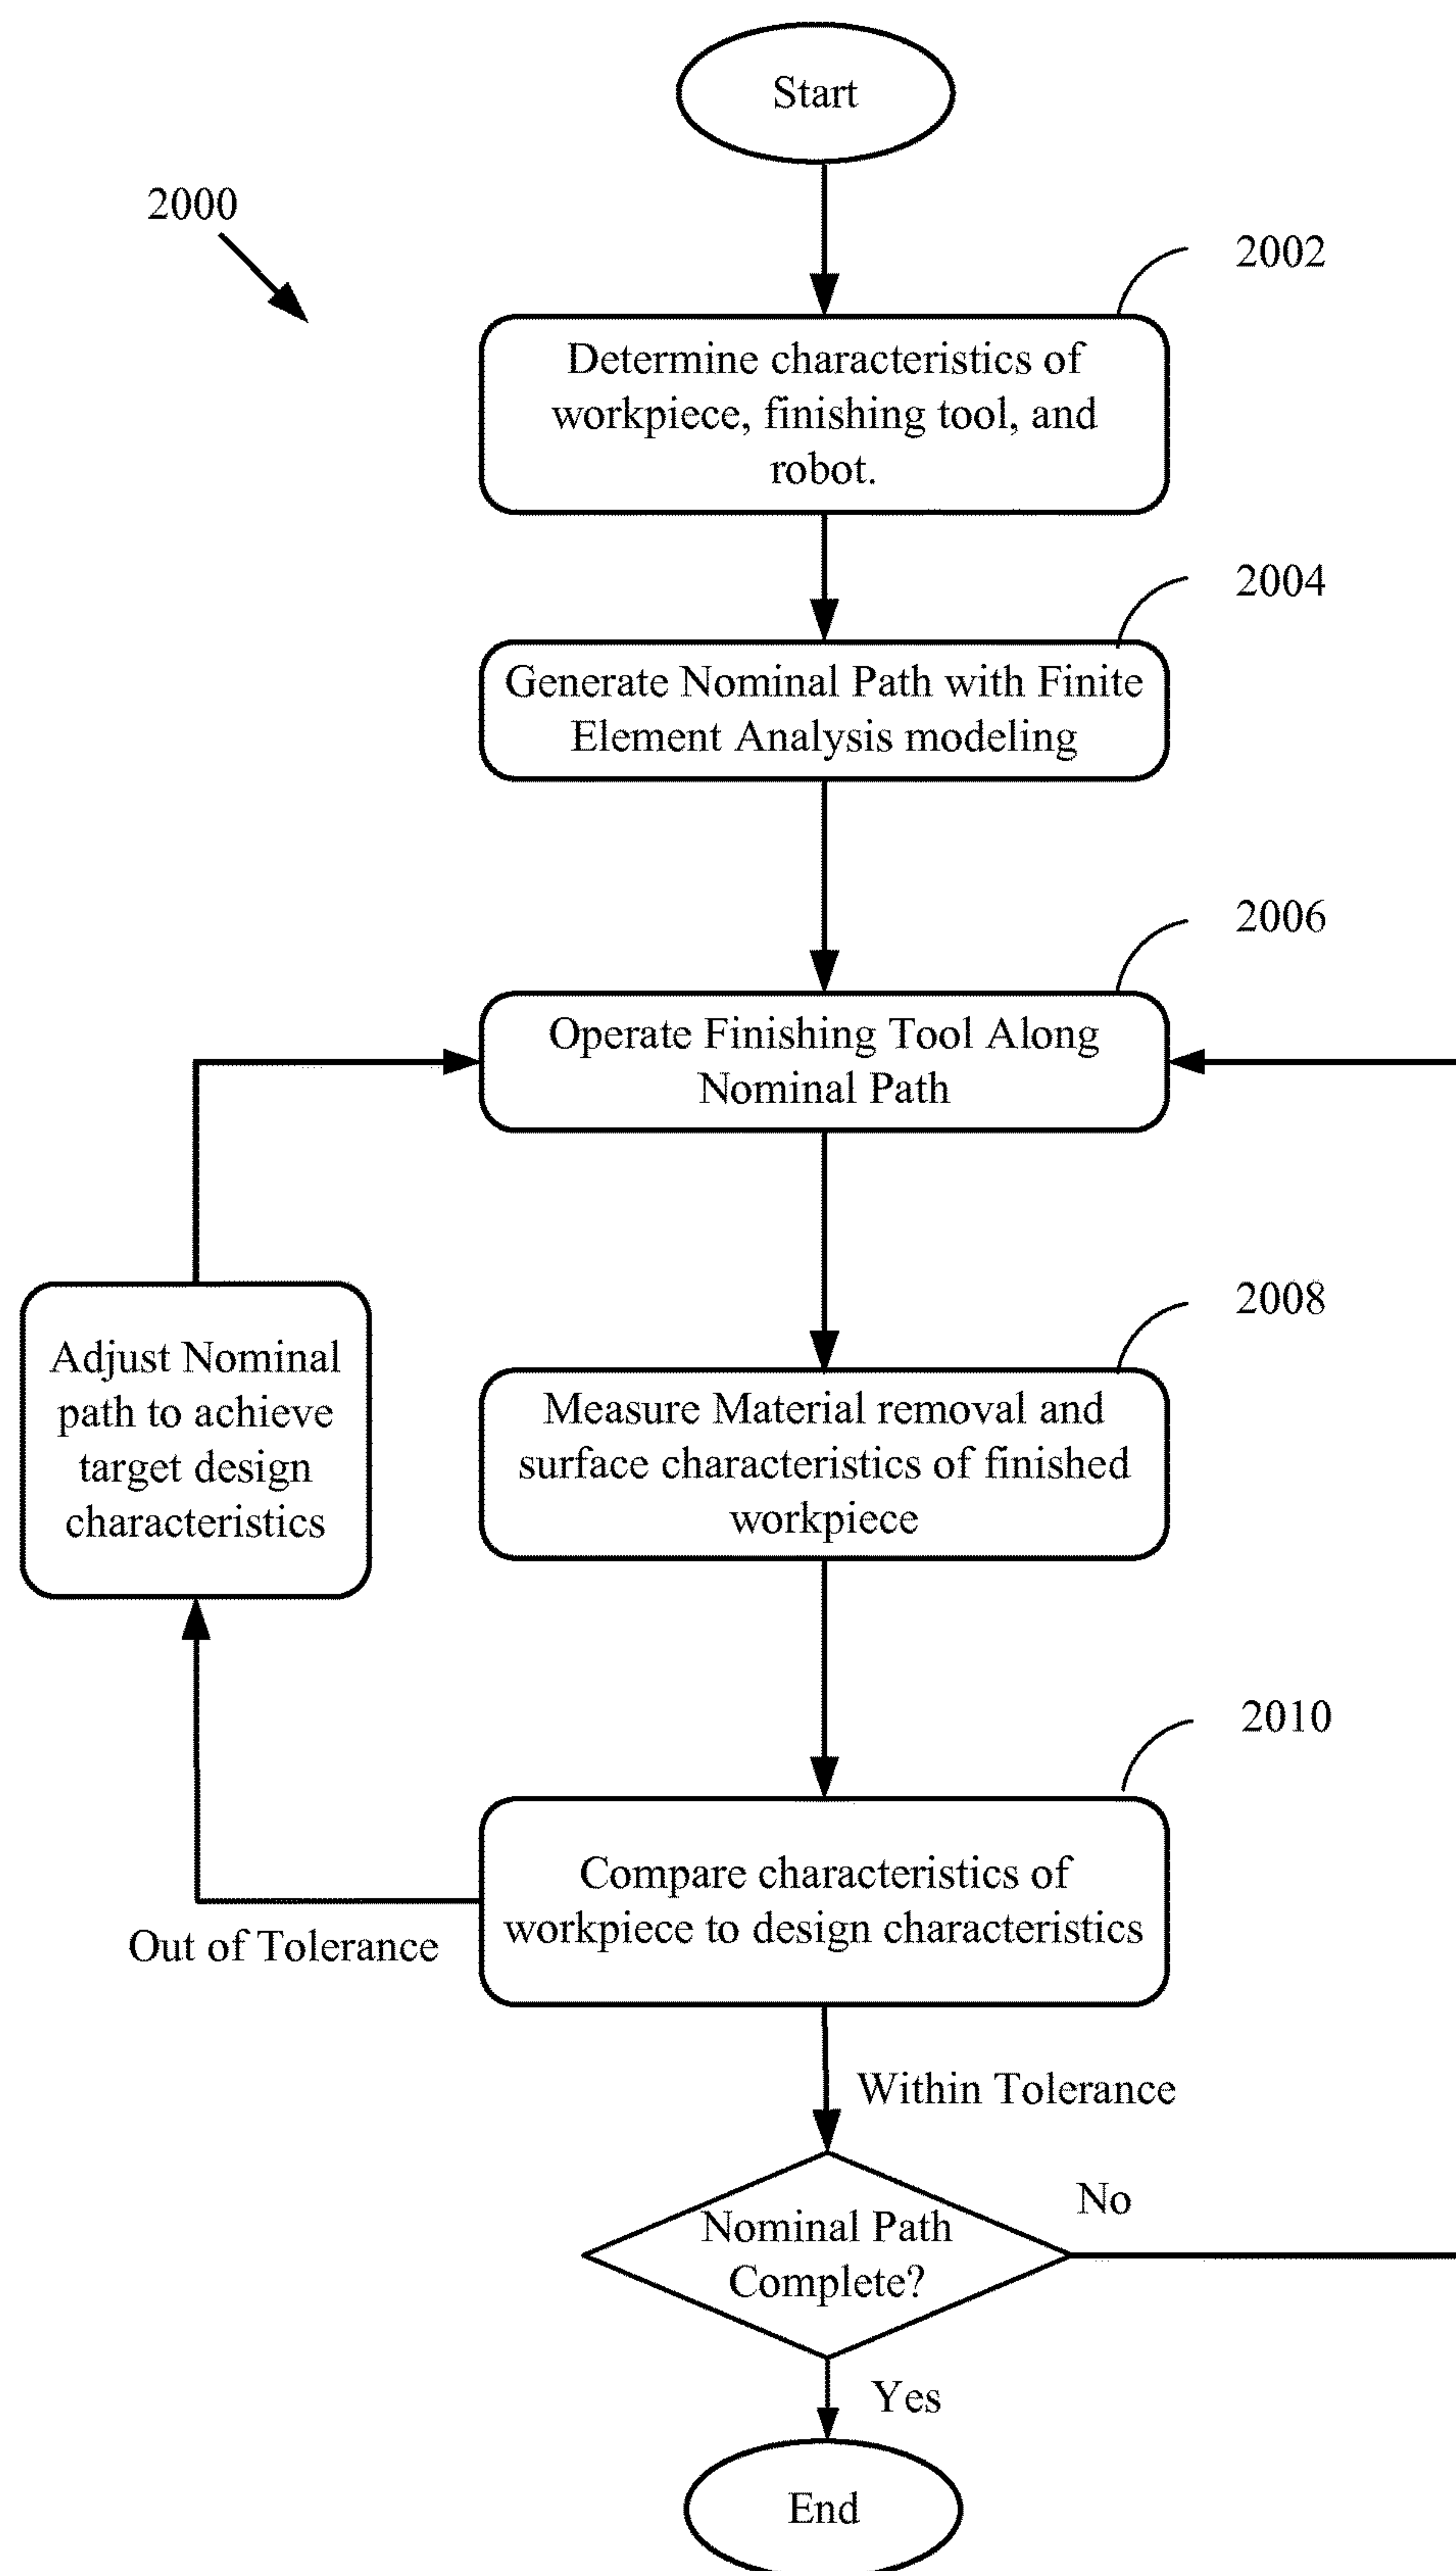 Start
2000
2002
Determine characteristics of
workpiece, finishing tool, and
robot.
2004
Generate Nominal Path with Finite
Element Analysis modeling
2006
Operate Finishing Tool Along
Nominal Path
2008
Adjust Nominal
path to achieve
target design
characteristics
Measure Material removal and
surface characteristics of finished
workpiece
2010
Compare characteristics of
workpiece to design characteristics
Out of Tolerance
Within Tolerance
Nominal Path
Complete?
No
Yes
End